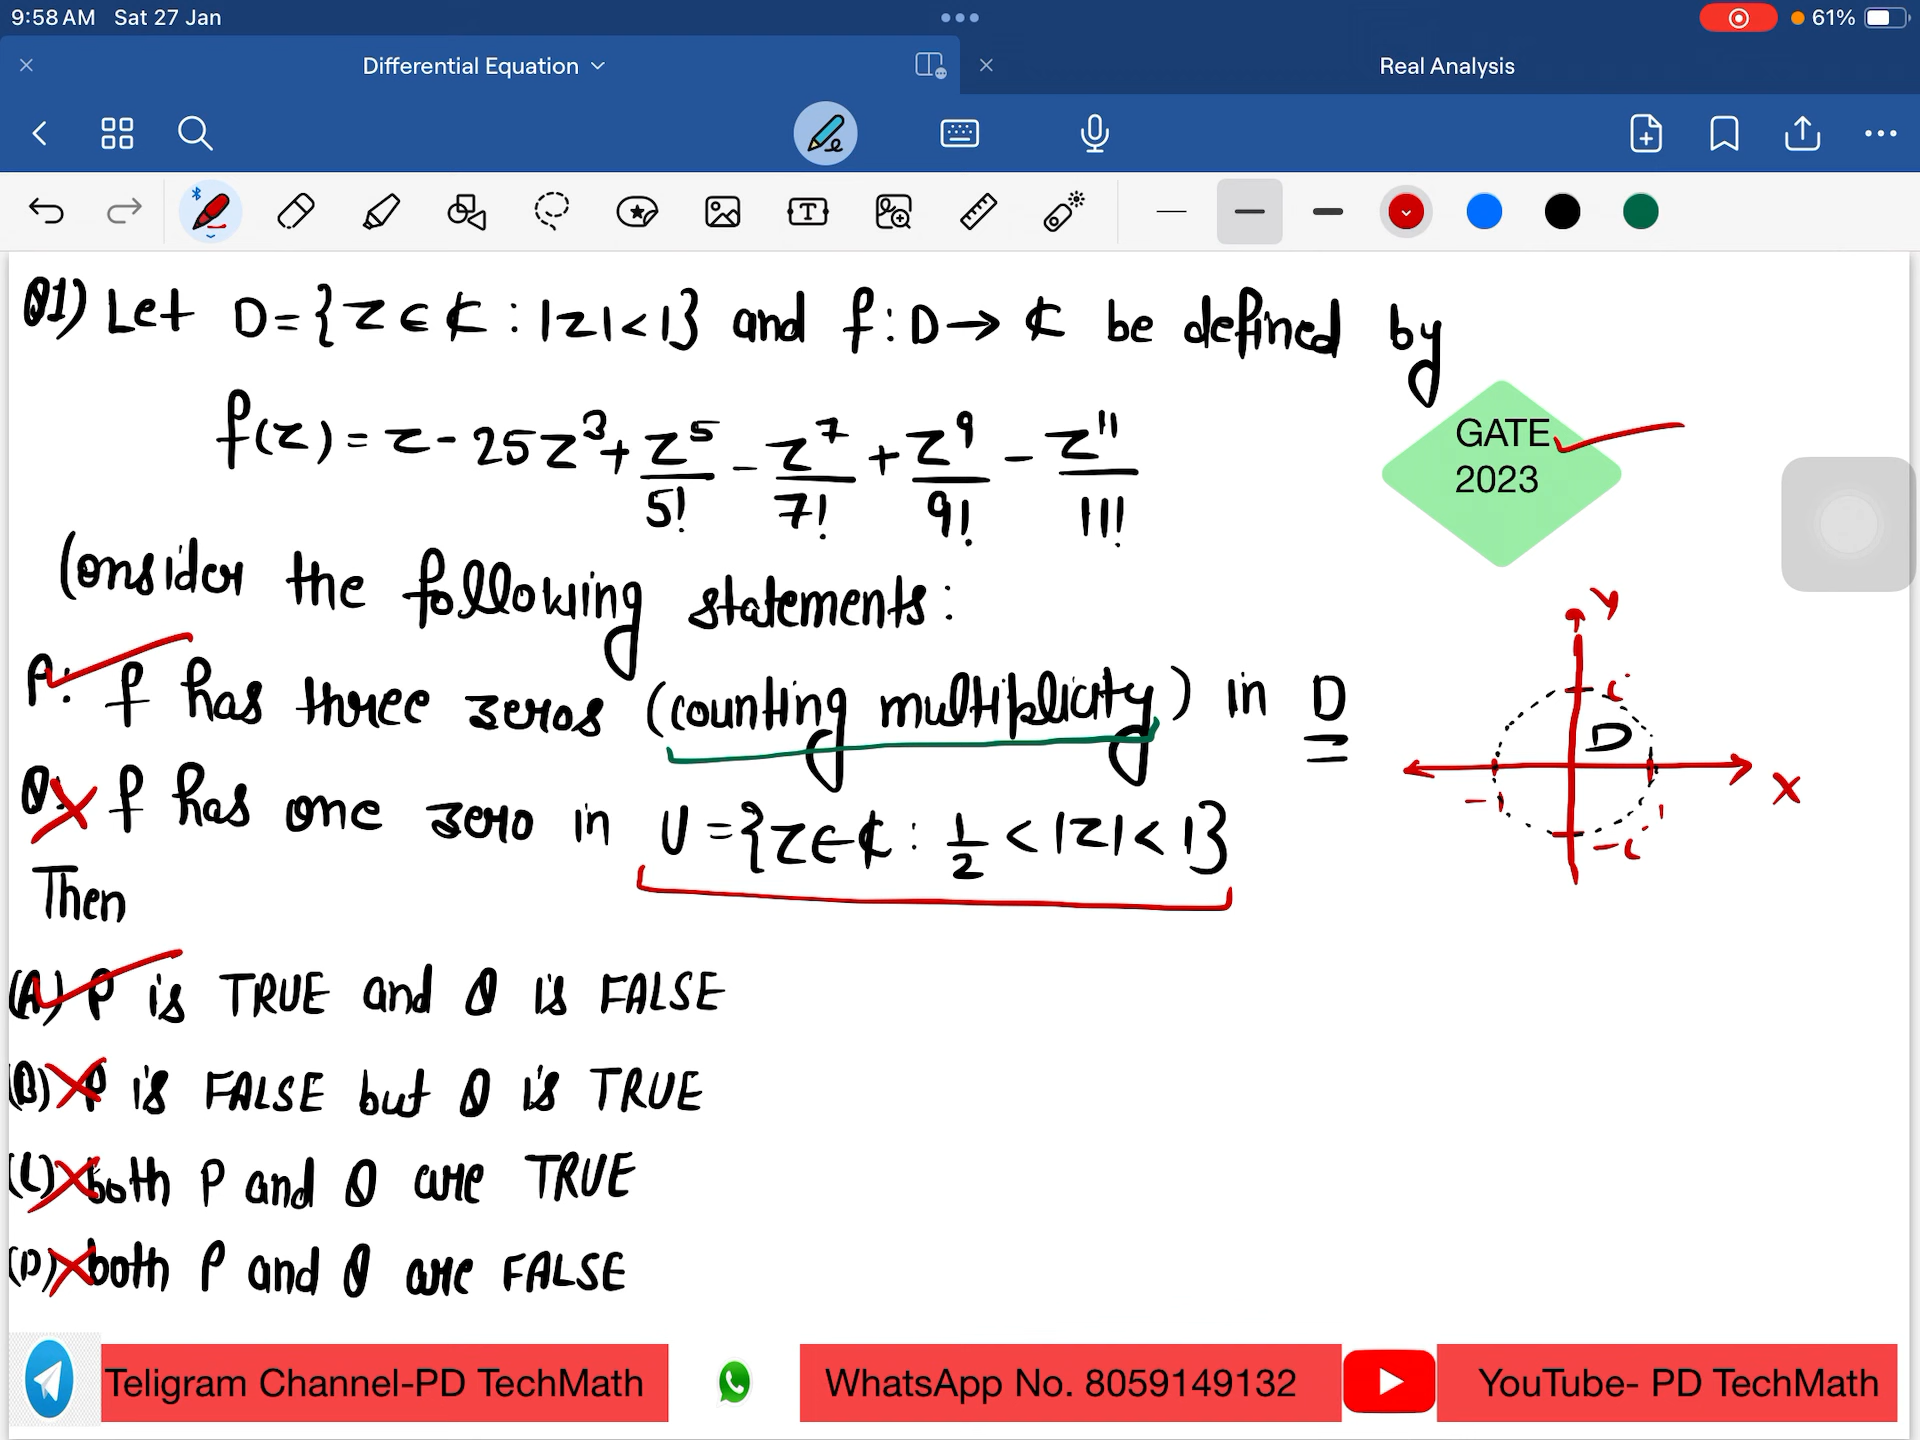 9:58 AM Sat 27 Jan
61%
Differential Equation
Real Analysis
Q1) Let D={z∈ℂ : |z|<1} and f:D→ℂ be defined by
f(z) = z - 25z³ + z⁵/5! - z⁷/7! + z⁹/9! - z¹¹/11!
GATE
2023
Consider the following statements:
P: f has three zeros (counting multiplicity) in D
Q: f has one zero in U={z∈ℂ : 1/2 <|z|<1}
Then
(A) P is TRUE and Q is FALSE
(B) P is FALSE but Q is TRUE
(C) both P and Q are TRUE
(D) both P and Q are FALSE
y
i
D
x
-1
1
-i
Teligram Channel-PD TechMath
WhatsApp No. 8059149132
YouTube- PD TechMath